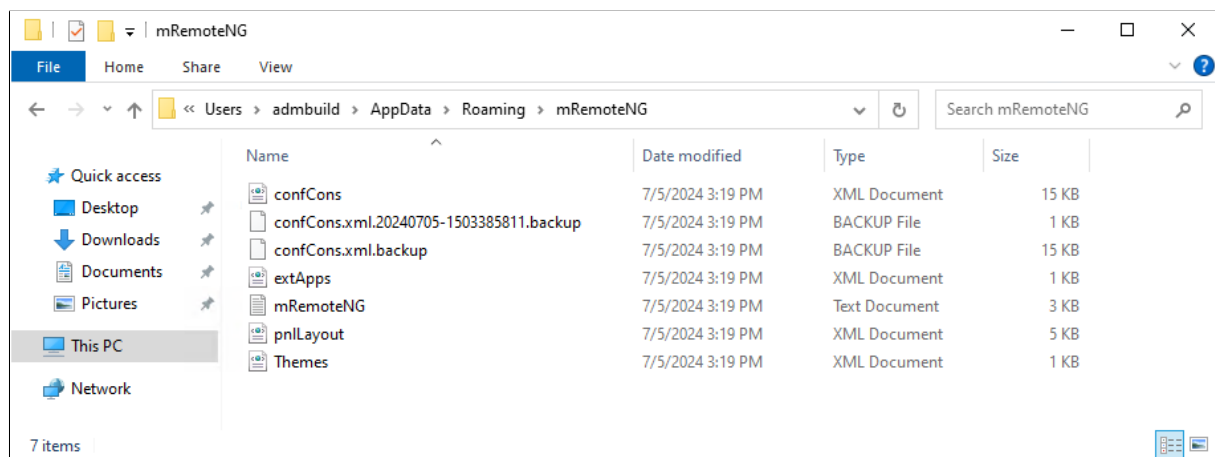 mRemoteNG
File Home Share View
« Users > admbuild > AppData > Roaming > mRemoteNG Search mRemoteNG
Name Date modified Type Size
Quick access
Desktop
Downloads
Documents
Pictures
This PC
Network
confCons 7/5/2024 3:19 PM XML Document 15 KB
confCons.xml.20240705-1503385811.backup 7/5/2024 3:19 PM BACKUP File 1 KB
confCons.xml.backup 7/5/2024 3:19 PM BACKUP File 15 KB
extApps 7/5/2024 3:19 PM XML Document 1 KB
mRemoteNG 7/5/2024 3:19 PM Text Document 3 KB
pnlLayout 7/5/2024 3:19 PM XML Document 5 KB
Themes 7/5/2024 3:19 PM XML Document 1 KB
7 items